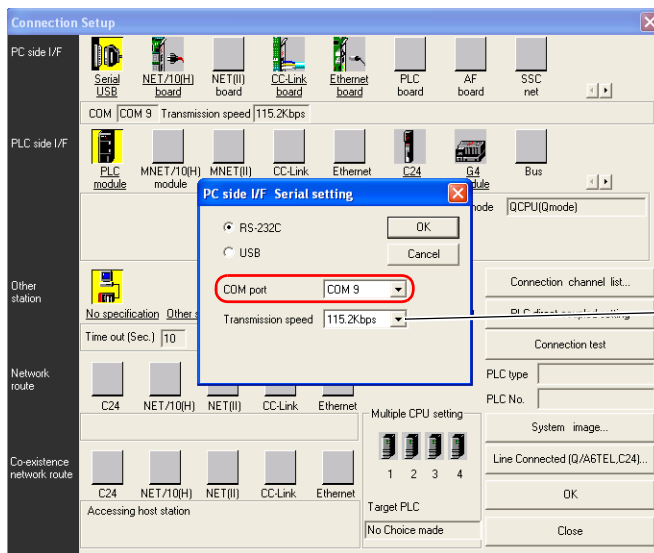 Connection Setup
PC side I/F
Serial USB
NET/10(H) board
NET(II) board
CC-Link board
Ethernet board
PLC board
AF board
SSC net
COM COM 9 Transmission speed 115.2Kbps
PLC side I/F
PLC module
MNET/10(H) module
MNET(II)
CC-Link
Ethernet
C24
G4
Bus
PC side I/F Serial setting
QCPU(Qmode)
RS-232C
OK
USB
Cancel
COM port COM 9
Transmission speed 115.2Kbps
Other station
No specification
Other
Time out (Sec.) 10
Connection channel list...
Connection test
PLC type
PLC No.
System image...
Line Connected (Q/A6TEL,C24)...
OK
Close
Network route
C24
NET/10(H)
NET(II)
CC-Link
Ethernet
Multiple CPU setting
1 2 3 4
Target PLC
No Choice made
Co-existence network route
C24
NET/10(H)
NET(II)
CC-Link
Ethernet
Accessing host station